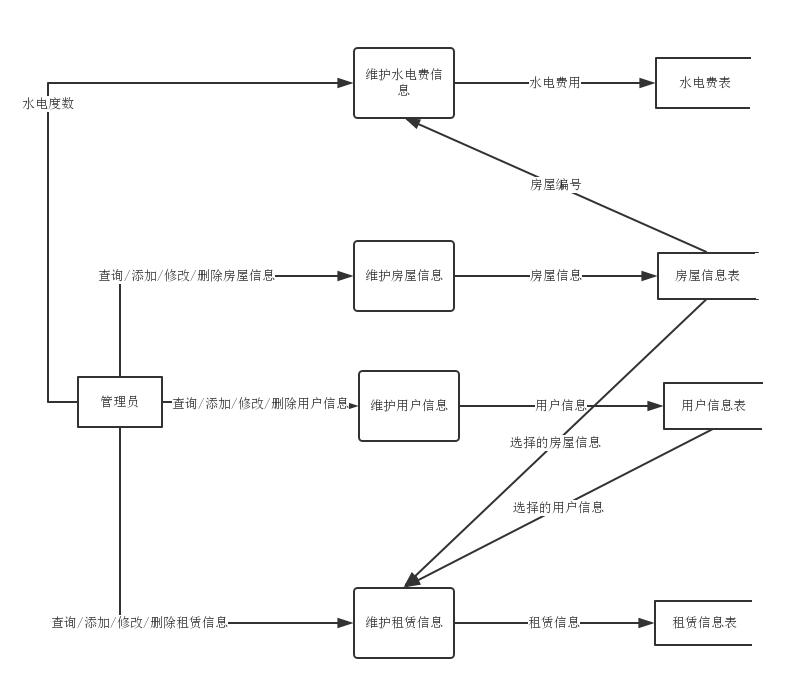 维护水电费信
息
水电费用
水电费表
水电度数
房屋编号
查询/添加/修改/删除房屋信息
维护房屋信息
房屋信息
房屋信息表
管理员
查询/添加/修改/删除用户信息
维护用户信息
用户信息
用户信息表
选择的房屋信息
选择的用户信息
查询/添加/修改/删除租赁信息
维护租赁信息
租赁信息
租赁信息表